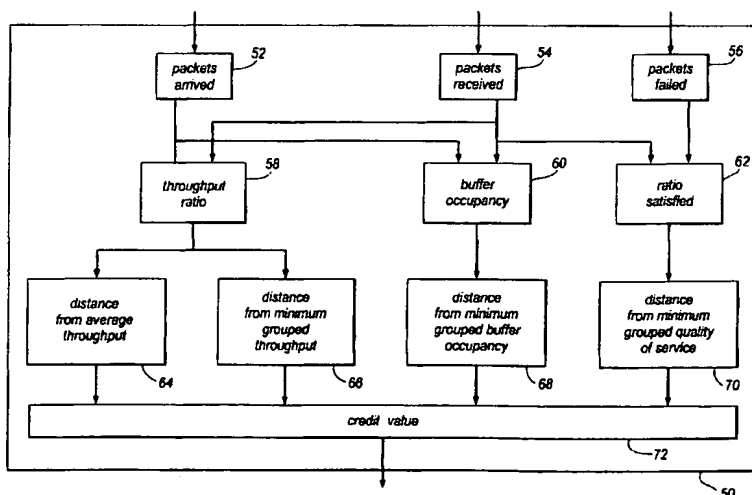 52
packets
arrived
54
packets
received
56
packets
failed
58
throughput
ratio
60
buffer
occupancy
62
ratio
satisfied
distance
from average
throughput
64
distance
from minimum
grouped
throughput
66
distance
from minimum
grouped buffer
occupancy
68
distance
from minimum
grouped quality
of service
70
credit value
72
50